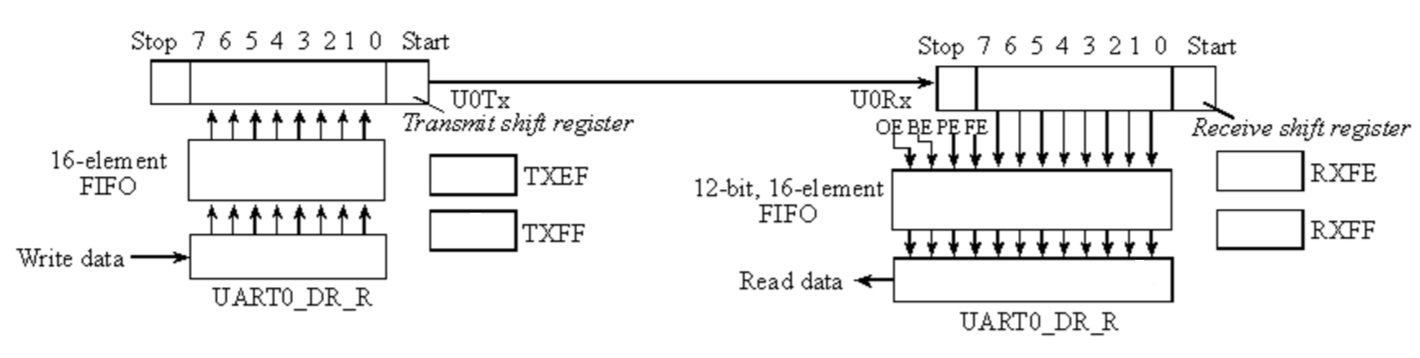 Stop 7 6 5 4 3 2 1 0 Start
U0Tx
Transmit shift register
16-element
FIFO
TXEF
TXFF
Write data
UART0_DR_R
Stop 7 6 5 4 3 2 1 0 Start
U0Rx
OE BE PE FE
Receive shift register
12-bit, 16-element
FIFO
RXFE
RXFF
Read data
UART0_DR_R